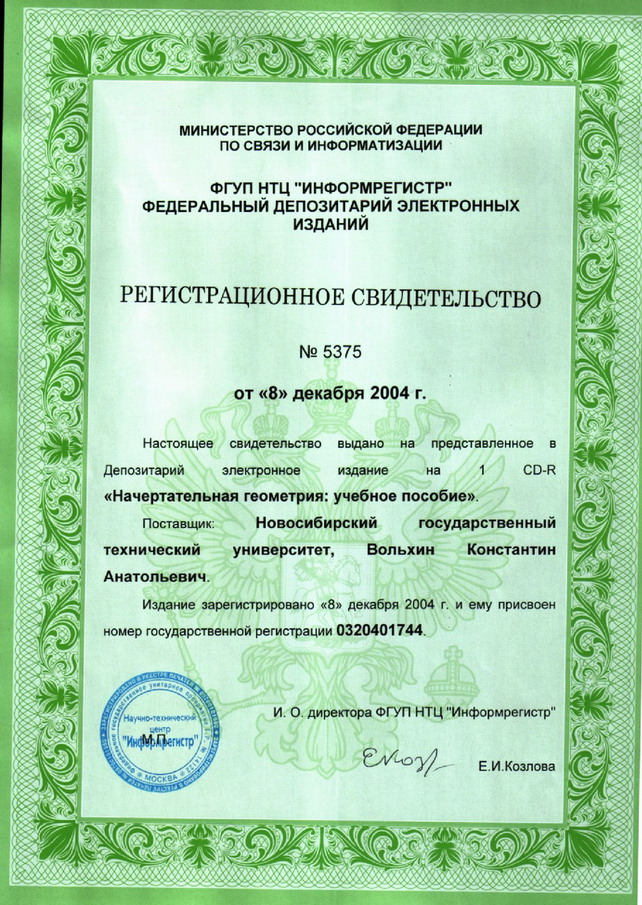 МИНИСТЕРСТВО РОССИЙСКОЙ ФЕДЕРАЦИИ
ПО СВЯЗИ И ИНФОРМАТИЗАЦИИ
ФГУП НТЦ "ИНФОРМРЕГИСТР"
ФЕДЕРАЛЬНЫЙ ДЕПОЗИТАРИЙ ЭЛЕКТРОННЫХ
ИЗДАНИЙ
РЕГИСТРАЦИОННОЕ СВИДЕТЕЛЬСТВО
№ 5375
от «8» декабря 2004 г.
Настоящее свидетельство выдано на представленное в
Депозитарий электронное издание на 1 CD-R
«Начертательная геометрия: учебное пособие».
Поставщик: Новосибирский государственный
технический университет, Вольхин Константин
Анатольевич.
Издание зарегистрировано «8» декабря 2004 г. и ему присвоен
номер государственной регистрации 0320401744.
И. О. директора ФГУП НТЦ "Информрегистр"
Е.И.Козлова
Научно-технический
центр
"Информрегистр"
М.П.
МОСКВА